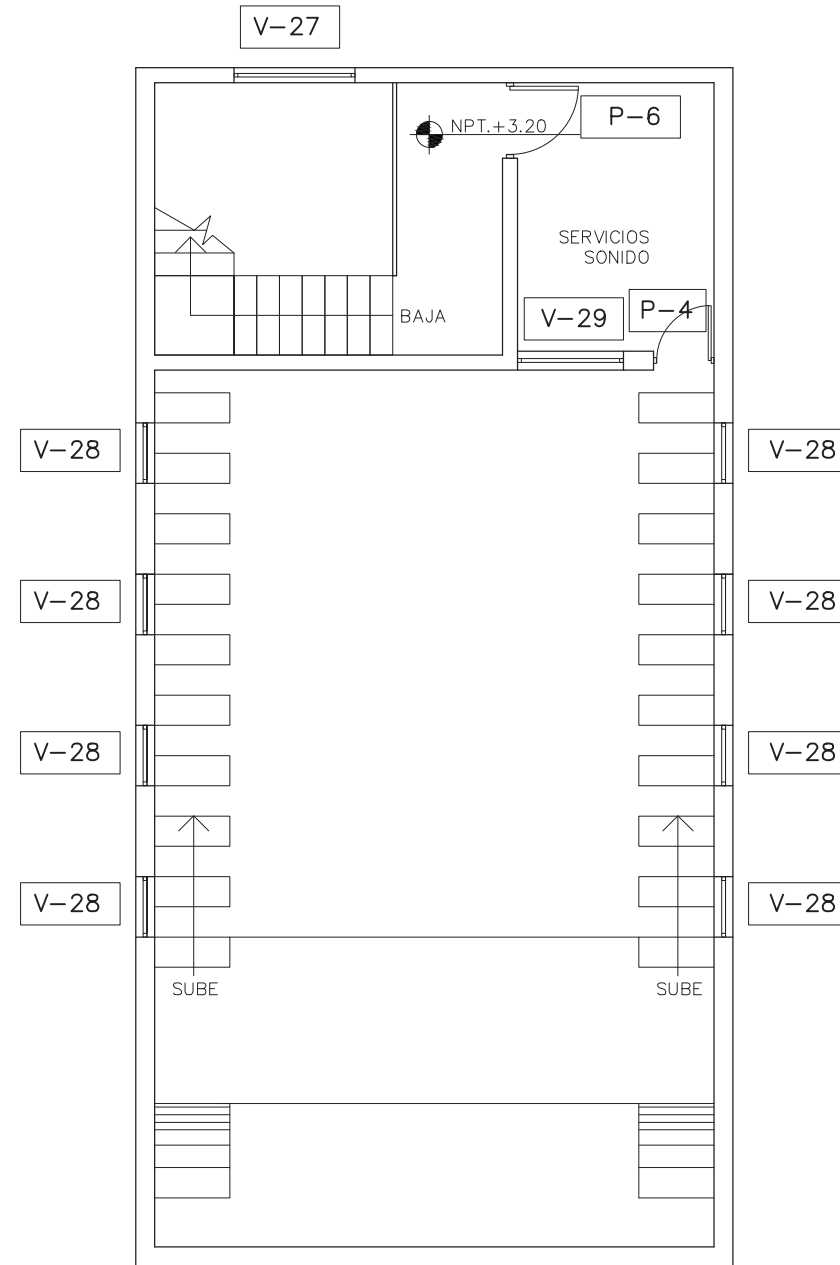 V-27
NPT.+3.20
P-6
SERVICIOS
SONIDO
V-29
P-4
BAJA
V-28
V-28
V-28
V-28
V-28
V-28
V-28
V-28
SUBE
SUBE